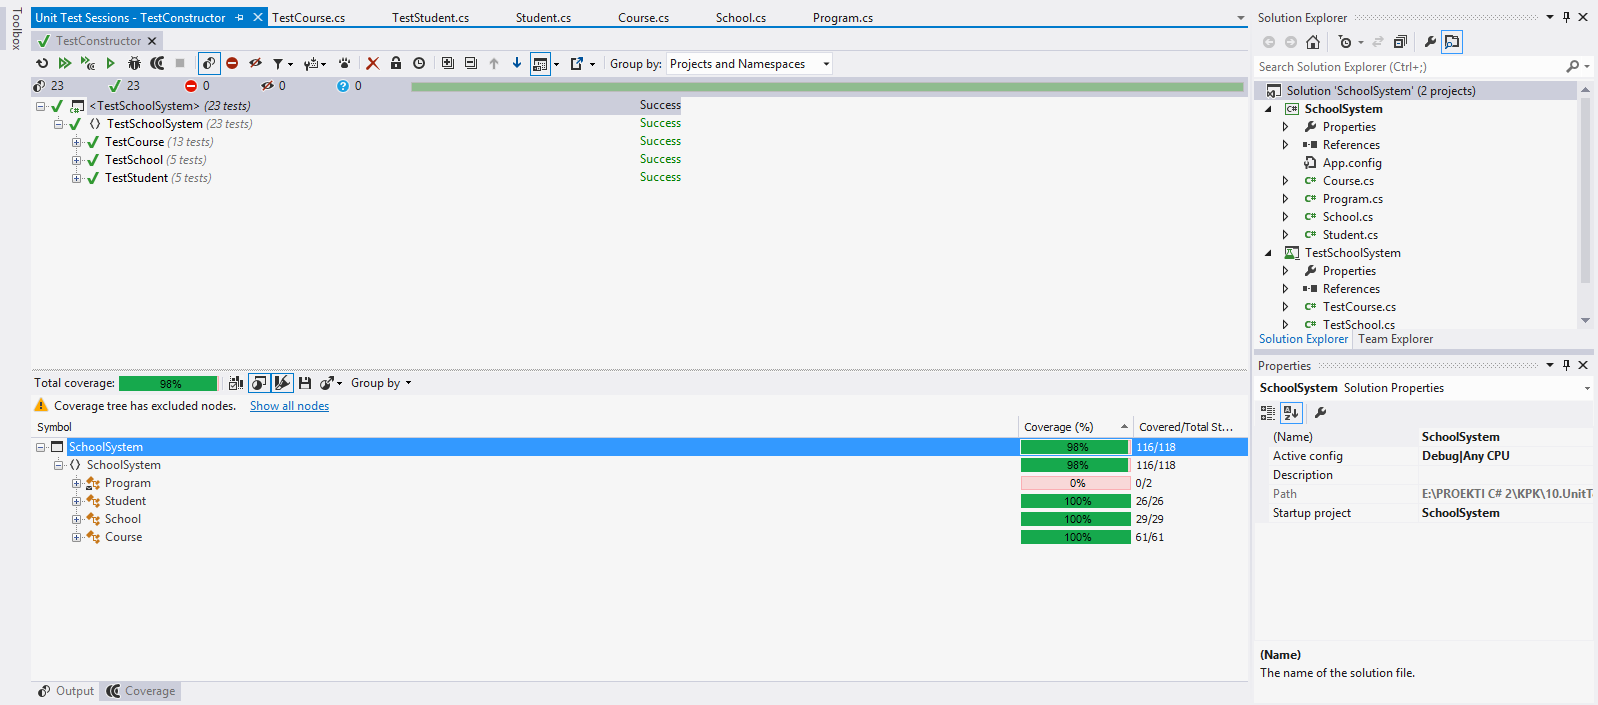 Toolbox
Unit Test Sessions - TestConstructor
TestCourse.cs
TestStudent.cs
Student.cs
Course.cs
School.cs
Program.cs
TestConstructor
Group by: Projects and Namespaces
23
23
0
0
0
<TestSchoolSystem> (23 tests) Success
TestSchoolSystem (23 tests) Success
TestCourse (13 tests) Success
TestSchool (5 tests) Success
TestStudent (5 tests) Success
Total coverage: 98% Group by
Coverage tree has excluded nodes. Show all nodes
Symbol Coverage (%) Covered/Total St...
SchoolSystem 98% 116/118
SchoolSystem 98% 116/118
Program 0% 0/2
Student 100% 26/26
School 100% 29/29
Course 100% 61/61
Output
Coverage
Solution Explorer
Search Solution Explorer (Ctrl+;)
Solution 'SchoolSystem' (2 projects)
C# SchoolSystem
Properties
References
App.config
C# Course.cs
C# Program.cs
C# School.cs
C# Student.cs
TestSchoolSystem
Properties
References
C# TestCourse.cs
C# TestSchool.cs
Solution Explorer
Team Explorer
Properties
SchoolSystem Solution Properties
(Name) SchoolSystem
Active config Debug|Any CPU
Description
Path E:\PROEKTI C# 2\KPK\10.UnitT
Startup project SchoolSystem
(Name)
The name of the solution file.